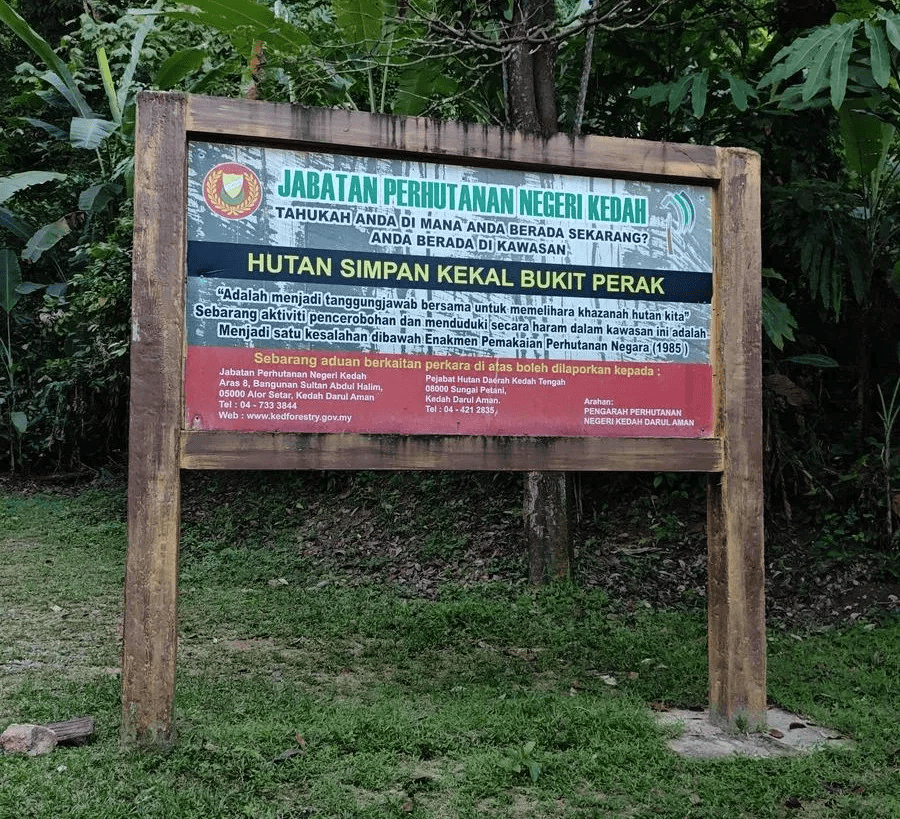 JABATAN PERHUTANAN NEGERI KEDAH
TAHUKAH ANDA DI MANA ANDA BERADA SEKARANG?
ANDA BERADA DI KAWASAN
HUTAN SIMPAN KEKAL BUKIT PERAK
“Adalah menjadi tanggungjawab bersama untuk memelihara khazanah hutan kita”
Sebarang aktiviti pencerobohan dan menduduki secara haram dalam kawasan ini adalah
Menjadi satu kesalahan dibawah Enakmen Pemakaian Perhutanan Negara (1985)
Sebarang aduan berkaitan perkara di atas boleh dilaporkan kepada :
Jabatan Perhutanan Negeri Kedah
Aras 8, Bangunan Sultan Abdul Halim,
05000 Alor Setar, Kedah Darul Aman
Tel : 04 - 733 3844
Web : www.kedforestry.gov.my
Pejabat Hutan Daerah Kedah Tengah
08000 Sungai Petani,
Kedah Darul Aman.
Tel : 04 - 421 2835
Arahan:
PENGARAH PERHUTANAN
NEGERI KEDAH DARUL AMAN